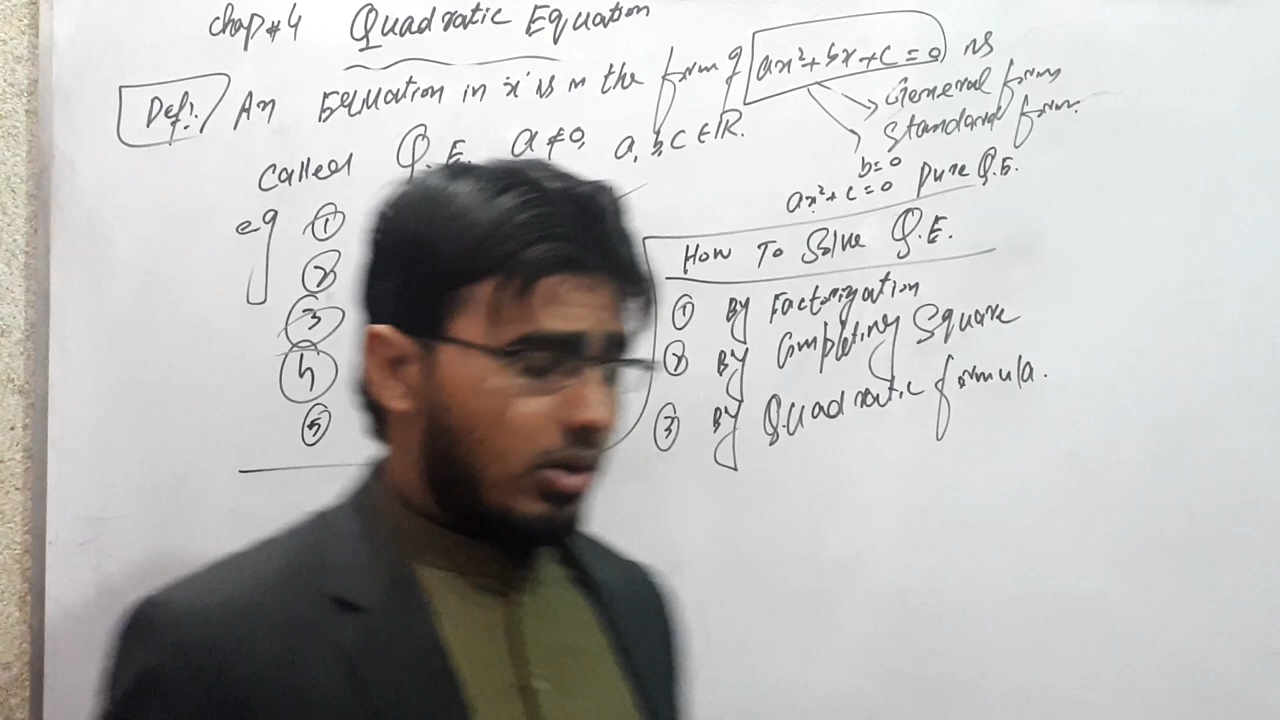 Chap # 4 Quadratic Equation
Def:. An Equation in 'x' is in the form of ax²+bx+c=0 is
General form
Standard form.
called Q.E. a≠0, a,b,c∈ℝ.
b=0
ax²+c=0 pure Q.E.
eg ①
②
③
④
⑤
How To Solve Q.E.
① By Factorization
② By Completing Square
③ By Quadratic formula.